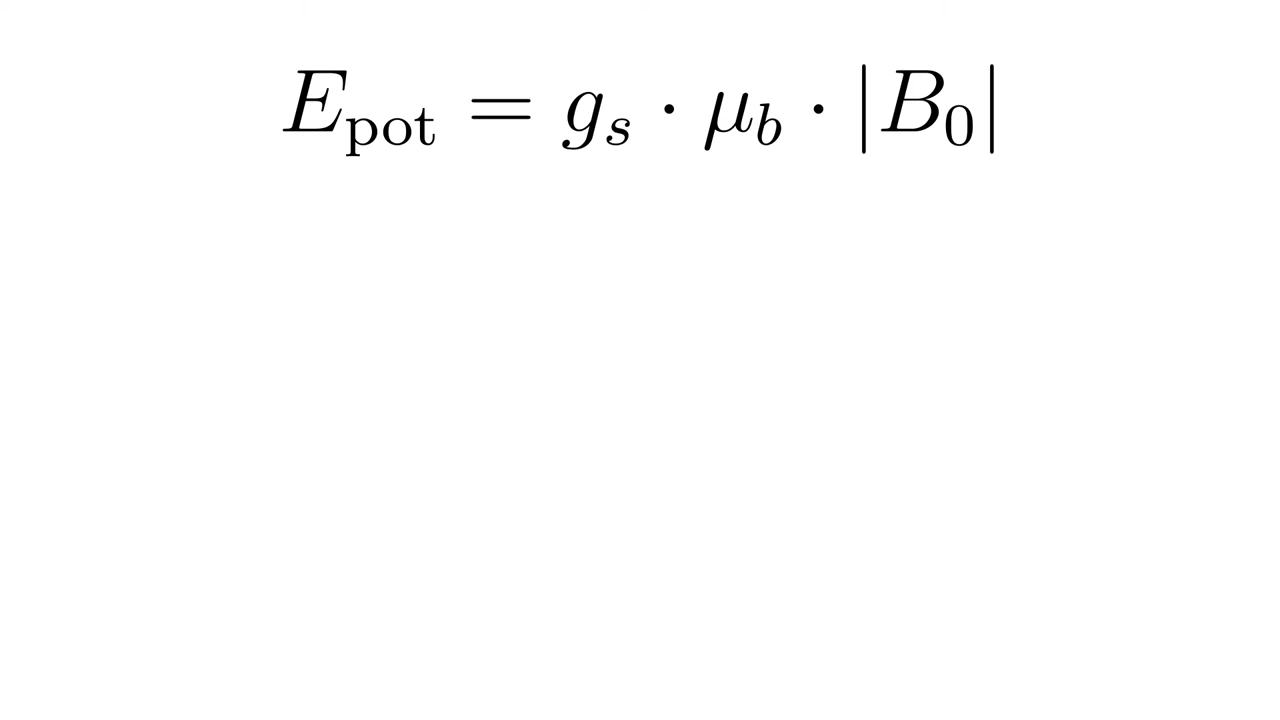 E_pot = g_s · μ_b · |B_0|